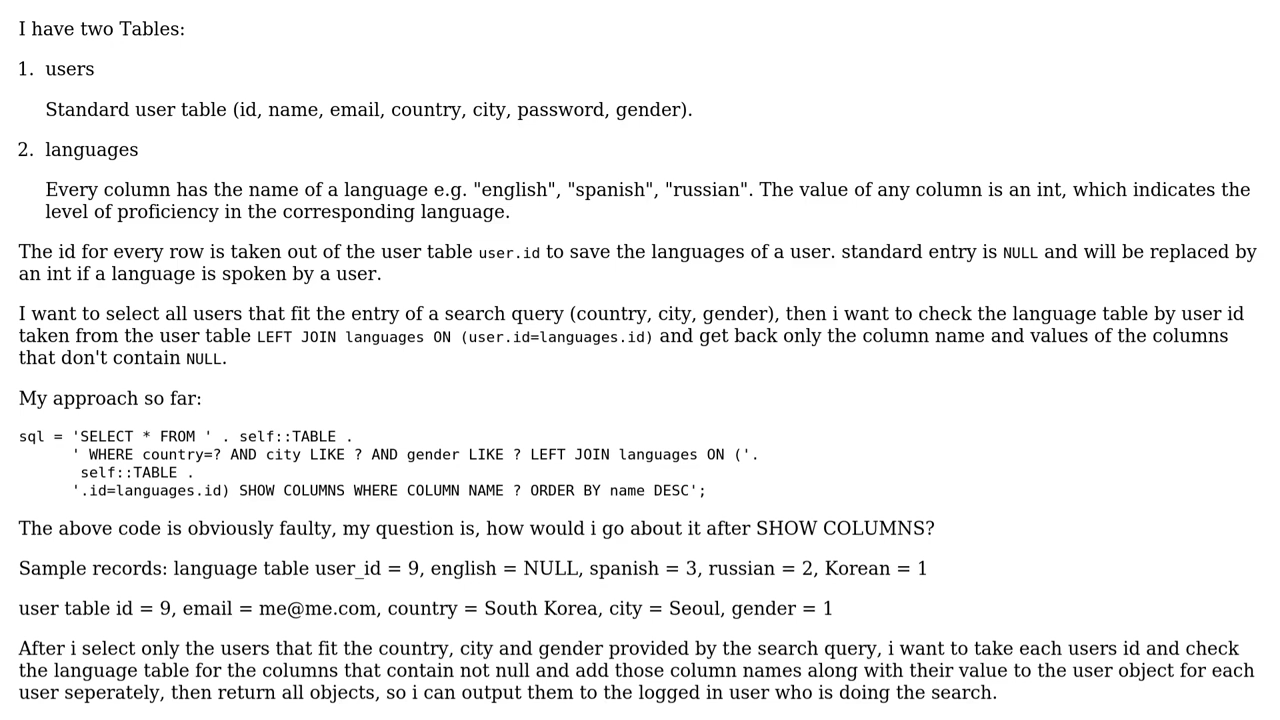 I have two Tables:
1. users
Standard user table (id, name, email, country, city, password, gender).
2. languages
Every column has the name of a language e.g. "english", "spanish", "russian". The value of any column is an int, which indicates the
level of proficiency in the corresponding language.
The id for every row is taken out of the user table user.id to save the languages of a user. standard entry is NULL and will be replaced by
an int if a language is spoken by a user.
I want to select all users that fit the entry of a search query (country, city, gender), then i want to check the language table by user id
taken from the user table LEFT JOIN languages ON (user.id=languages.id) and get back only the column name and values of the columns
that don't contain NULL.
My approach so far:
sql = 'SELECT * FROM ' . self::TABLE .
      ' WHERE country=? AND city LIKE ? AND gender LIKE ? LEFT JOIN languages ON ('.
       self::TABLE .
      '.id=languages.id) SHOW COLUMNS WHERE COLUMN NAME ? ORDER BY name DESC';
The above code is obviously faulty, my question is, how would i go about it after SHOW COLUMNS?
Sample records: language table user_id = 9, english = NULL, spanish = 3, russian = 2, Korean = 1
user table id = 9, email = me@me.com, country = South Korea, city = Seoul, gender = 1
After i select only the users that fit the country, city and gender provided by the search query, i want to take each users id and check
the language table for the columns that contain not null and add those column names along with their value to the user object for each
user seperately, then return all objects, so i can output them to the logged in user who is doing the search.